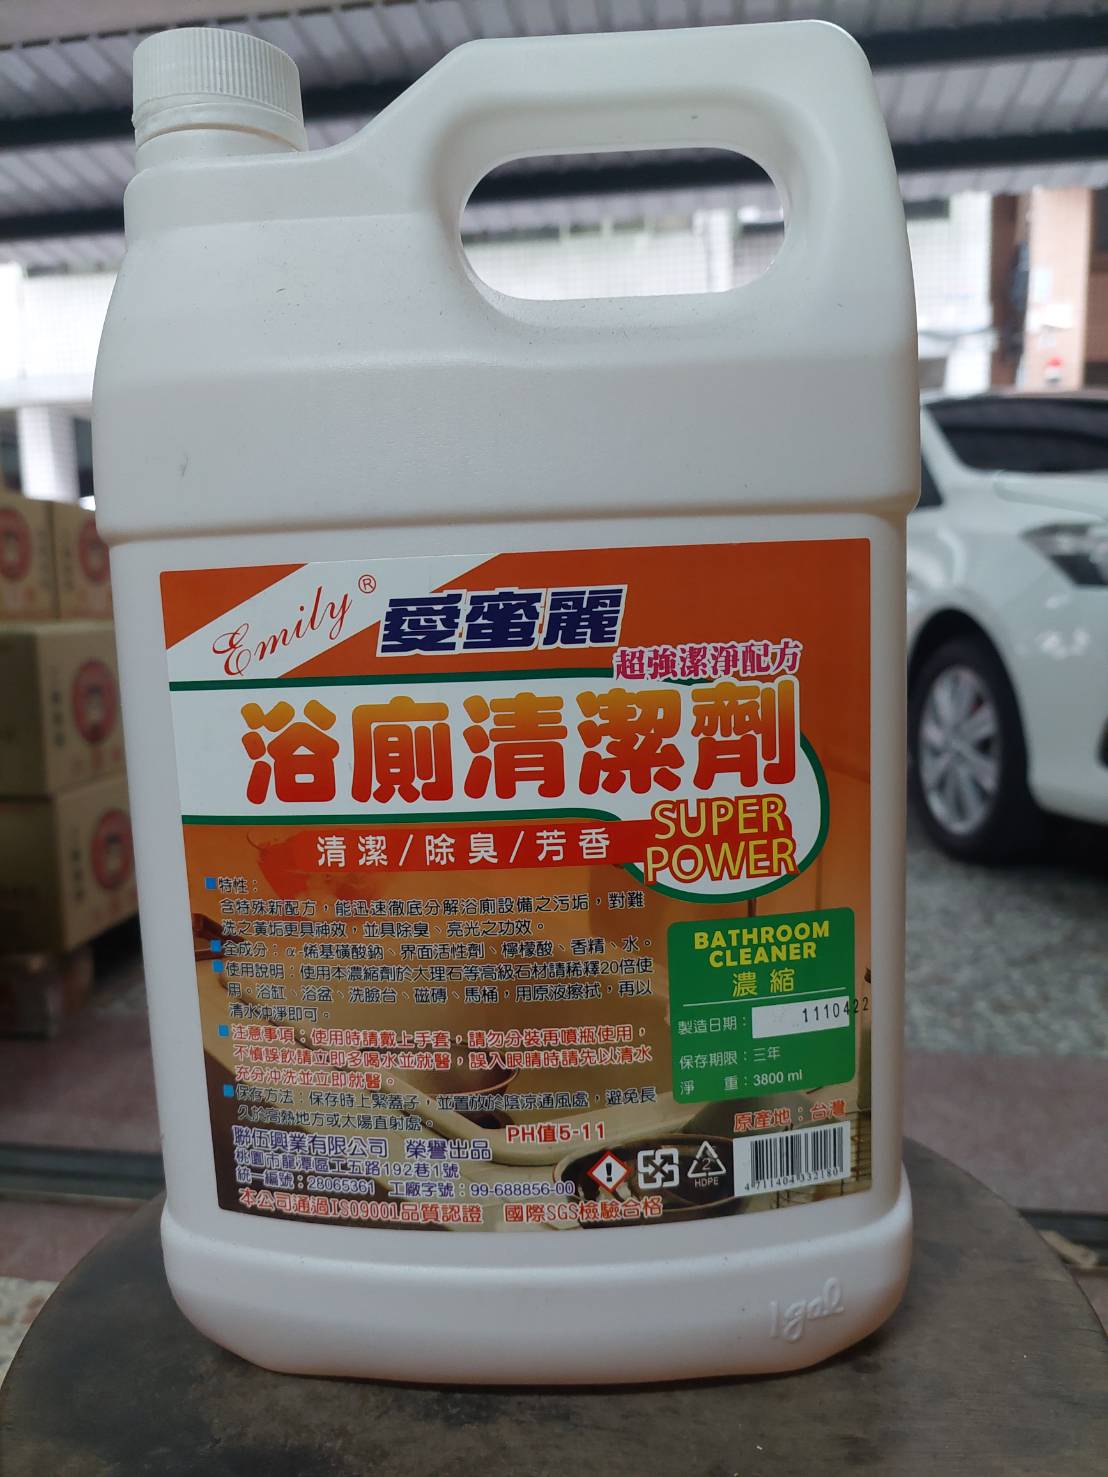 Emily® 愛蜜麗
超強潔淨配方
浴廁清潔劑
SUPER
POWER
清潔/除臭/芳香
特性：
含特殊新配方，能迅速徹底分解浴廁設備之污垢，對難
洗之黃垢更具神效，並具除臭、亮光之功效。
全成分：α-烯基磺酸鈉、界面活性劑、檸檬酸、香精、水。
使用說明：使用本濃縮劑於大理石等高級石材請稀釋20倍使
用。浴缸、浴盆、洗臉台、磁磚、馬桶，用原液擦拭，再以
清水沖淨即可。
注意事項：使用時請戴上手套，請勿分裝再噴瓶使用，
不慎誤飲請立即多喝水並就醫，誤入眼睛時請先以清水
充分沖洗並立即就醫。
保存方法：保存時上緊蓋子，並置放於陰涼通風處，避免長
久於高熱地方或太陽直射處。
PH值5-11
聯伍興業有限公司 榮譽出品
桃園市龍潭區工五路192巷1號
統一編號：28065361 工廠字號：99-688856-00
本公司通過ISO9001品質認證 國際SGS檢驗合格
BATHROOM
CLEANER
濃縮
製造日期：1110422
保存期限：三年
淨 重：3800 ml
原產地：台灣
2
HDPE
4711404332180
1gal